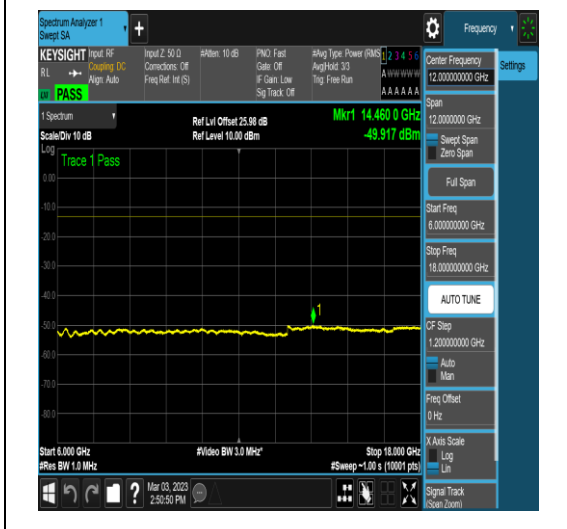 Spectrum Analyzer 1
Swept SA
+
Frequency
KEYSIGHT
RL
Input: RF
Coupling: DC
Align: Auto
Input Z: 50 Ω
Corrections: Off
Freq Ref: Int (S)
#Atten: 10 dB
PNO: Fast
Gate: Off
IF Gain: Low
Sig Track: Off
#Avg Type: Power (RMS
Avg|Hold: 3/3
Trig: Free Run
1 2 3 4 5 6
A W W W W W
A A A A A A
PASS
1 Spectrum
Scale/Div 10 dB
Ref Lvl Offset 25.98 dB
Ref Level 10.00 dBm
Mkr1 14.460 0 GHz
-49.917 dBm
Log
Trace 1 Pass
0.00
-10.0
-20.0
-30.0
-40.0
-50.0
-60.0
-70.0
-80.0
1
Start 6.000 GHz
#Res BW 1.0 MHz
#Video BW 3.0 MHz*
Stop 18.000 GHz
#Sweep ~1.00 s (10001 pts)
?
Mar 03, 2023
2:50:50 PM
Center Frequency
12.000000000 GHz
Settings
Span
12.0000000 GHz
Swept Span
Zero Span
Full Span
Start Freq
6.000000000 GHz
Stop Freq
18.000000000 GHz
AUTO TUNE
CF Step
1.200000000 GHz
Auto
Man
Freq Offset
0 Hz
X Axis Scale
Log
Lin
Signal Track
(Span Zoom)